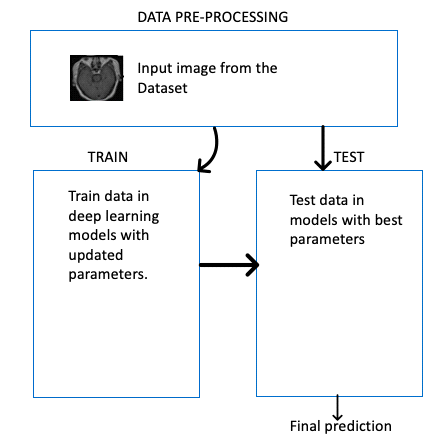 DATA PRE-PROCESSING
Input image from the
Dataset
TRAIN
Train data in
deep learning
models with
updated
parameters.
TEST
Test data in
models with best
parameters
Final prediction